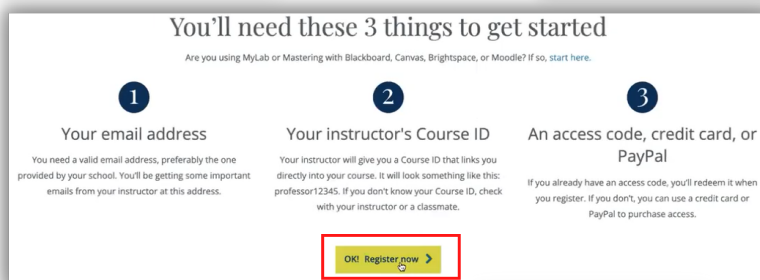 You’ll need these 3 things to get started
Are you using MyLab or Mastering with Blackboard, Canvas, Brightspace, or Moodle? If so, start here.
1
Your email address
You need a valid email address, preferably the one
provided by your school. You'll be getting some important
emails from your instructor at this address.
2
Your instructor's Course ID
Your instructor will give you a Course ID that links you
directly into your course. It will look something like this:
professor12345. If you don't know your Course ID, check
with your instructor or a classmate.
3
An access code, credit card, or
PayPal
If you already have an access code, you'll redeem it when
you register. If you don't, you can use a credit card or
PayPal to purchase access.
OK! Register now